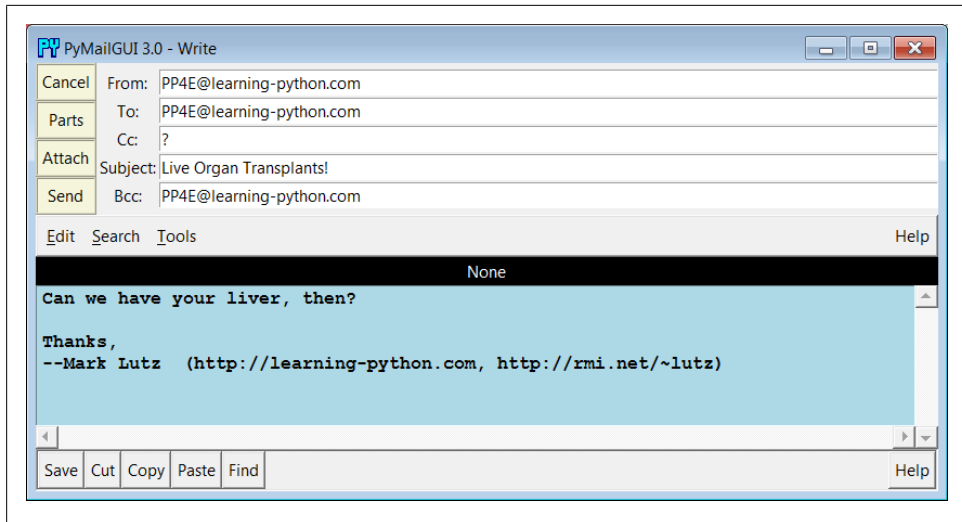 PY PyMailGUI 3.0 - Write
Cancel From: PP4E@learning-python.com
Parts To: PP4E@learning-python.com
Cc: ?
Attach Subject: Live Organ Transplants!
Send Bcc: PP4E@learning-python.com
Edit Search Tools Help
None
Can we have your liver, then?
Thanks,
--Mark Lutz (http://learning-python.com, http://rmi.net/~lutz)
Save Cut Copy Paste Find Help